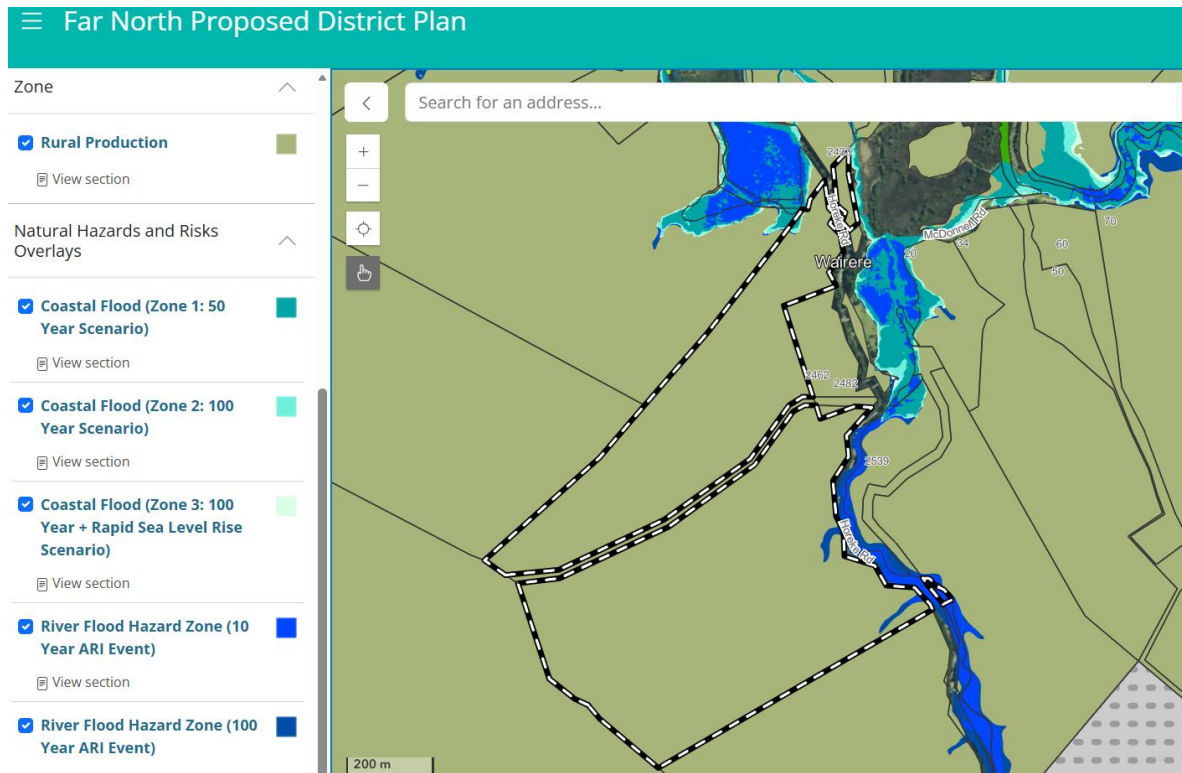 Far North Proposed District Plan
Zone
Rural Production
View section
Natural Hazards and Risks
Overlays
Coastal Flood (Zone 1: 50
Year Scenario)
View section
Coastal Flood (Zone 2: 100
Year Scenario)
View section
Coastal Flood (Zone 3: 100
Year + Rapid Sea Level Rise
Scenario)
View section
River Flood Hazard Zone (10
Year ARI Event)
View section
River Flood Hazard Zone (100
Year ARI Event)
Search for an address...
+
−
Horeke Rd
McDonnell Rd
70
34
20
60
50
Wairere
2462
2482
2539
Horeke Rd
200 m